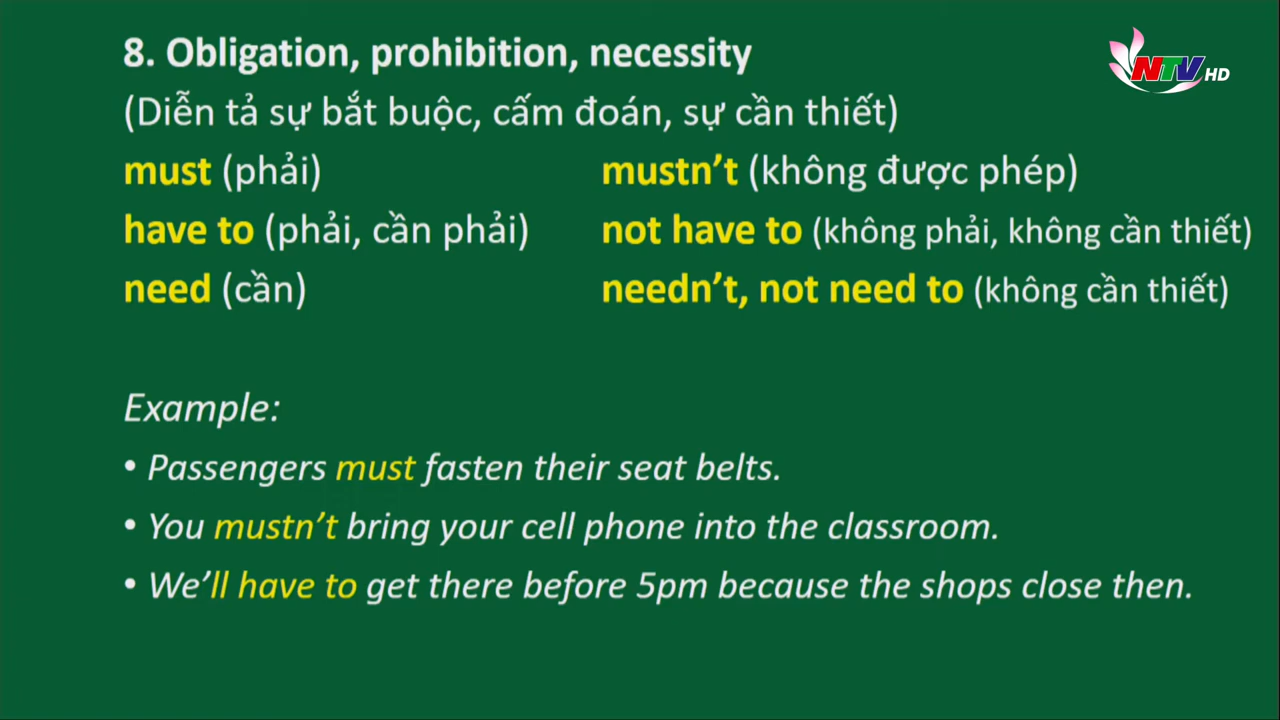 8. Obligation, prohibition, necessity
NTV HD
(Diễn tả sự bắt buộc, cấm đoán, sự cần thiết)
must (phải) mustn’t (không được phép)
have to (phải, cần phải) not have to (không phải, không cần thiết)
need (cần) needn’t, not need to (không cần thiết)
Example:
• Passengers must fasten their seat belts.
• You mustn’t bring your cell phone into the classroom.
• We’ll have to get there before 5pm because the shops close then.